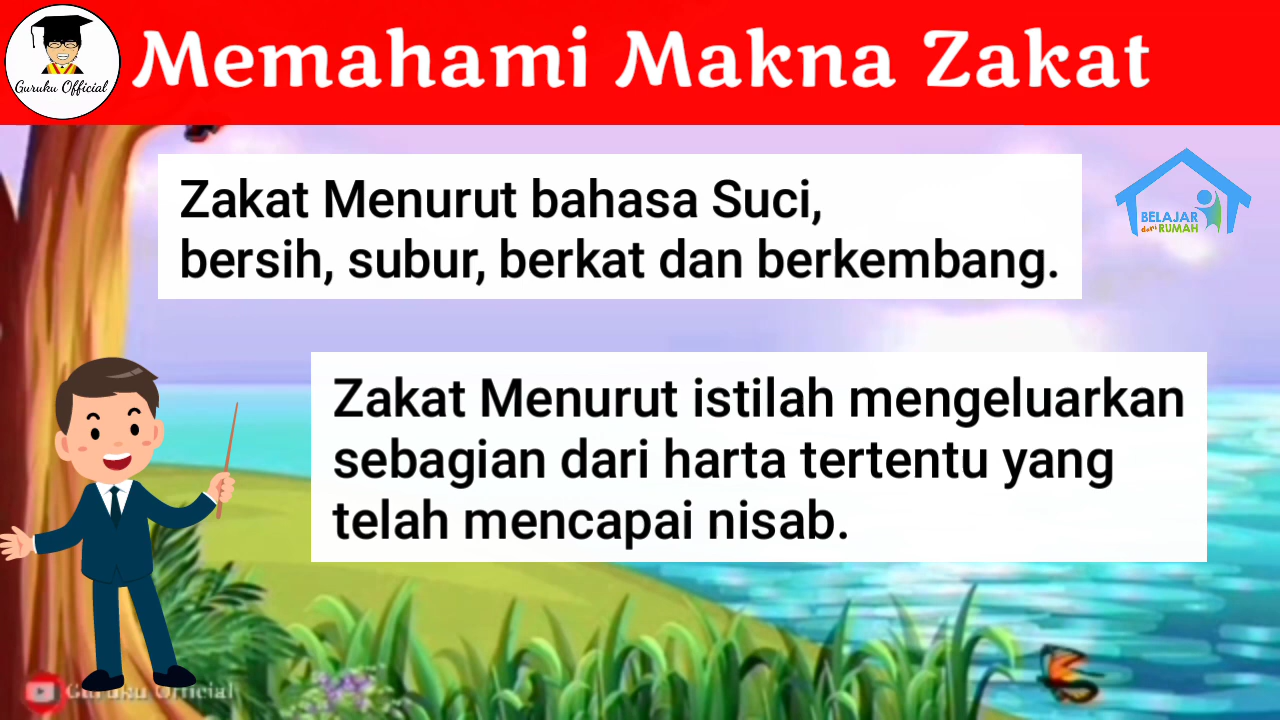 Guruku Official
Memahami Makna Zakat
Zakat Menurut bahasa Suci,
bersih, subur, berkat dan berkembang.
BELAJAR
dari RUMAH
Zakat Menurut istilah mengeluarkan
sebagian dari harta tertentu yang
telah mencapai nisab.
Guruku Official